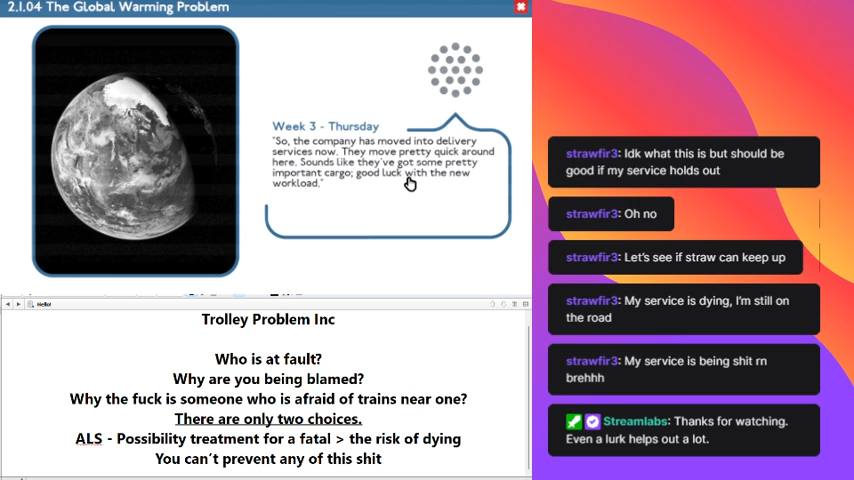 2.1.04 The Global Warming Problem
Week 3 - Thursday
"So, the company has moved into delivery
services now. They move pretty quick around
here. Sounds like they've got some pretty
important cargo; good luck with the new
workload."
Hello!
Trolley Problem Inc
Who is at fault?
Why are you being blamed?
Why the fuck is someone who is afraid of trains near one?
There are only two choices.
ALS - Possibility treatment for a fatal > the risk of dying
You can't prevent any of this shit
strawfir3: Idk what this is but should be
good if my service holds out
strawfir3: Oh no
strawfir3: Let's see if straw can keep up
strawfir3: My service is dying, I'm still on
the road
strawfir3: My service is being shit rn
brehhh
Streamlabs: Thanks for watching.
Even a lurk helps out a lot.